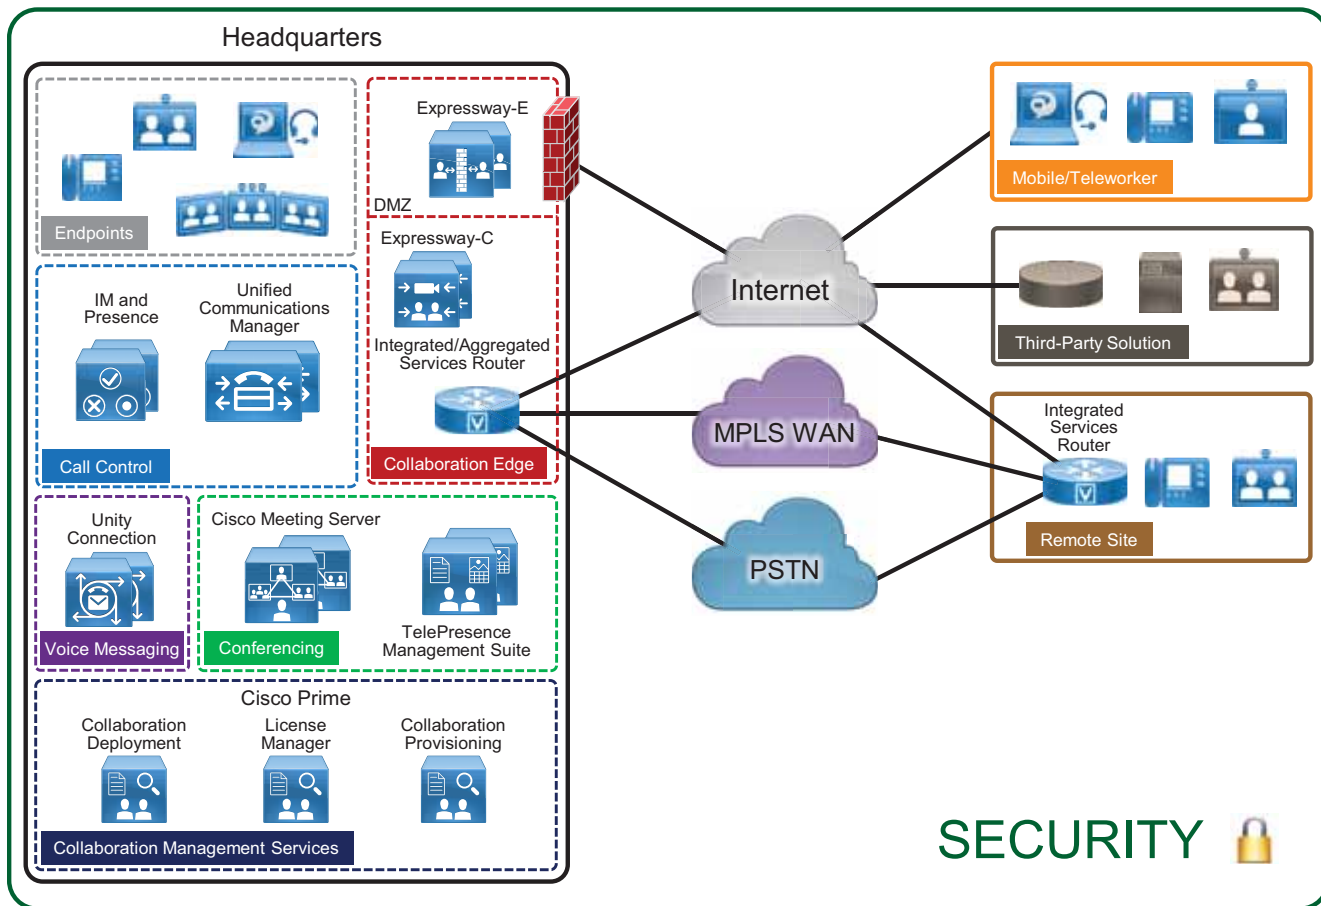 Headquarters
Endpoints
Expressway-E
DMZ
Expressway-C
Integrated/Aggregated
Services Router
V
Collaboration Edge
IM and
Presence
Unified
Communications
Manager
Call Control
Unity
Connection
Voice Messaging
Cisco Meeting Server
TelePresence
Management Suite
Conferencing
Cisco Prime
Collaboration
Deployment
License
Manager
Collaboration
Provisioning
Collaboration Management Services
Internet
MPLS WAN
PSTN
Mobile/Teleworker
Third-Party Solution
Integrated
Services
Router
V
Remote Site
SECURITY